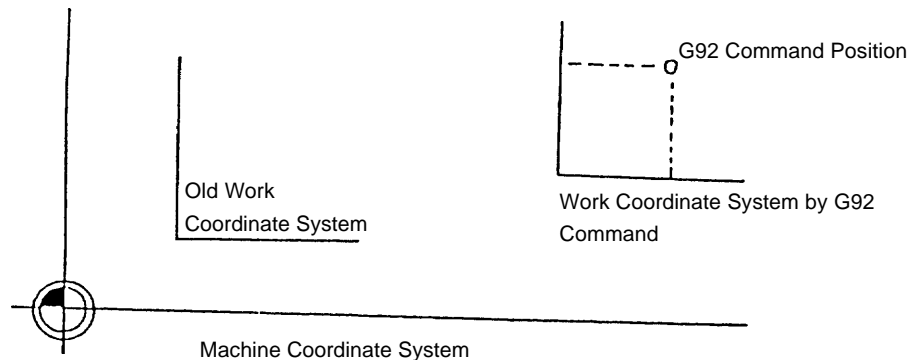 G92 Command Position
Old Work
Coordinate System
Work Coordinate System by G92
Command
Machine Coordinate System